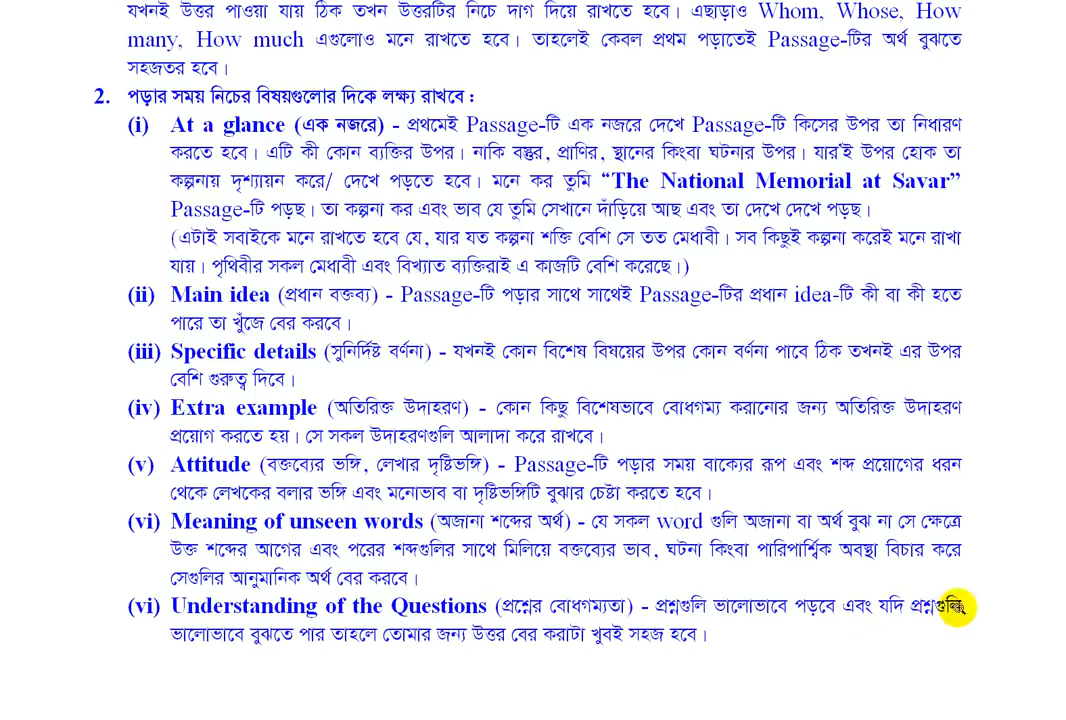 যখনই উত্তর পাওয়া যায় ঠিক তখন উত্তরটির নিচে দাগ দিয়ে রাখতে হবে। এছাড়াও Whom, Whose, How
many, How much এগুলোও মনে রাখতে হবে। তাহলেই কেবল প্রথম পড়াতেই Passage-টির অর্থ বুঝতে
সহজতর হবে।
2. পড়ার সময় নিচের বিষয়গুলোর দিকে লক্ষ্য রাখবে :
(i) At a glance (এক নজরে) - প্রথমেই Passage-টি এক নজরে দেখে Passage-টি কিসের উপর তা নিধারণ
করতে হবে। এটি কী কোন ব্যক্তির উপর। নাকি বস্তুর, প্রাণির, স্থানের কিংবা ঘটনার উপর। যার'ই উপর হোক তা
কল্পনায় দৃশ্যায়ন করে/ দেখে পড়তে হবে। মনে কর তুমি “The National Memorial at Savar”
Passage-টি পড়ছ। তা কল্পনা কর এবং ভাব যে তুমি সেখানে দাঁড়িয়ে আছ এবং তা দেখে দেখে পড়ছ।
(এটাই সবাইকে মনে রাখতে হবে যে, যার যত কল্পনা শক্তি বেশি সে তত মেধাবী। সব কিছুই কল্পনা করেই মনে রাখা
যায়। পৃথিবীর সকল মেধাবী এবং বিখ্যাত ব্যক্তিরাই এ কাজটি বেশি করেছে।)
(ii) Main idea (প্রধান বক্তব্য) - Passage-টি পড়ার সাথে সাথেই Passage-টির প্রধান idea-টি কী বা কী হতে
পারে তা খুঁজে বের করবে।
(iii) Specific details (সুনির্দিষ্ট বর্ণনা) - যখনই কোন বিশেষ বিষয়ের উপর কোন বর্ণনা পাবে ঠিক তখনই এর উপর
বেশি গুরুত্ব দিবে।
(iv) Extra example (অতিরিক্ত উদাহরণ) - কোন কিছু বিশেষভাবে বোধগম্য করানোর জন্য অতিরিক্ত উদাহরণ
প্রয়োগ করতে হয়। সে সকল উদাহরণগুলি আলাদা করে রাখবে।
(v) Attitude (বক্তব্যের ভঙ্গি, লেখার দৃষ্টিভঙ্গি) - Passage-টি পড়ার সময় বাক্যের রূপ এবং শব্দ প্রয়োগের ধরন
থেকে লেখকের বলার ভঙ্গি এবং মনোভাব বা দৃষ্টিভঙ্গিটি বুঝার চেষ্টা করতে হবে।
(vi) Meaning of unseen words (অজানা শব্দের অর্থ) - যে সকল word গুলি অজানা বা অর্থ বুঝ না সে ক্ষেত্রে
উক্ত শব্দের আগের এবং পরের শব্দগুলির সাথে মিলিয়ে বক্তব্যের ভাব, ঘটনা কিংবা পারিপার্শ্বিক অবস্থা বিচার করে
সেগুলির আনুমানিক অর্থ বের করবে।
(vi) Understanding of the Questions (প্রশ্নের বোধগম্যতা) - প্রশ্নগুলি ভালোভাবে পড়বে এবং যদি প্রশ্নগুলি
ভালোভাবে বুঝতে পার তাহলে তোমার জন্য উত্তর বের করাটা খুবই সহজ হবে।